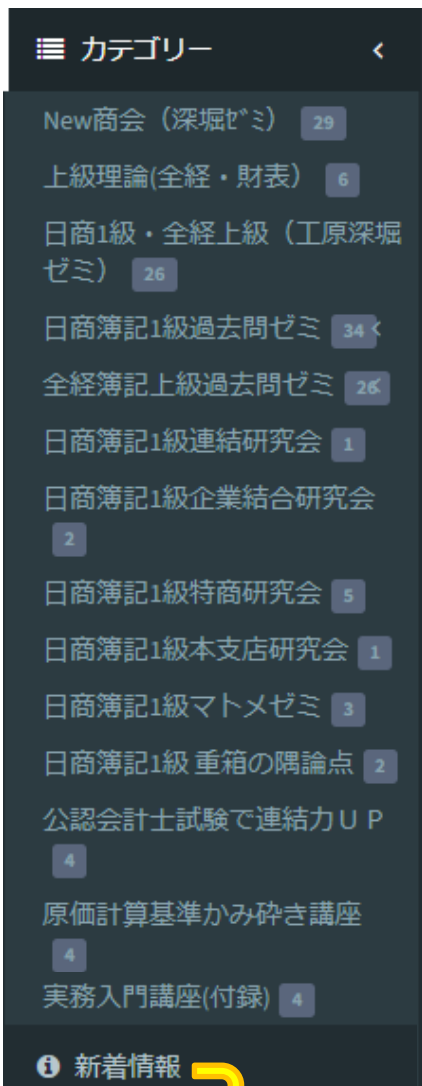 カテゴリー
New商会（深堀ｾﾞﾐ） 29
上級理論(全経・財表） 6
日商1級・全経上級（工原深堀
ゼミ） 26
日商簿記1級過去問ゼミ 34
全経簿記上級過去問ゼミ 26
日商簿記1級連結研究会 1
日商簿記1級企業結合研究会
2
日商簿記1級特商研究会 5
日商簿記1級本支店研究会 1
日商簿記1級マトメゼミ 3
日商簿記1級 重箱の隅論点 2
公認会計士試験で連結力ＵＰ
4
原価計算基準かみ砕き講座
4
実務入門講座(付録) 4
新着情報